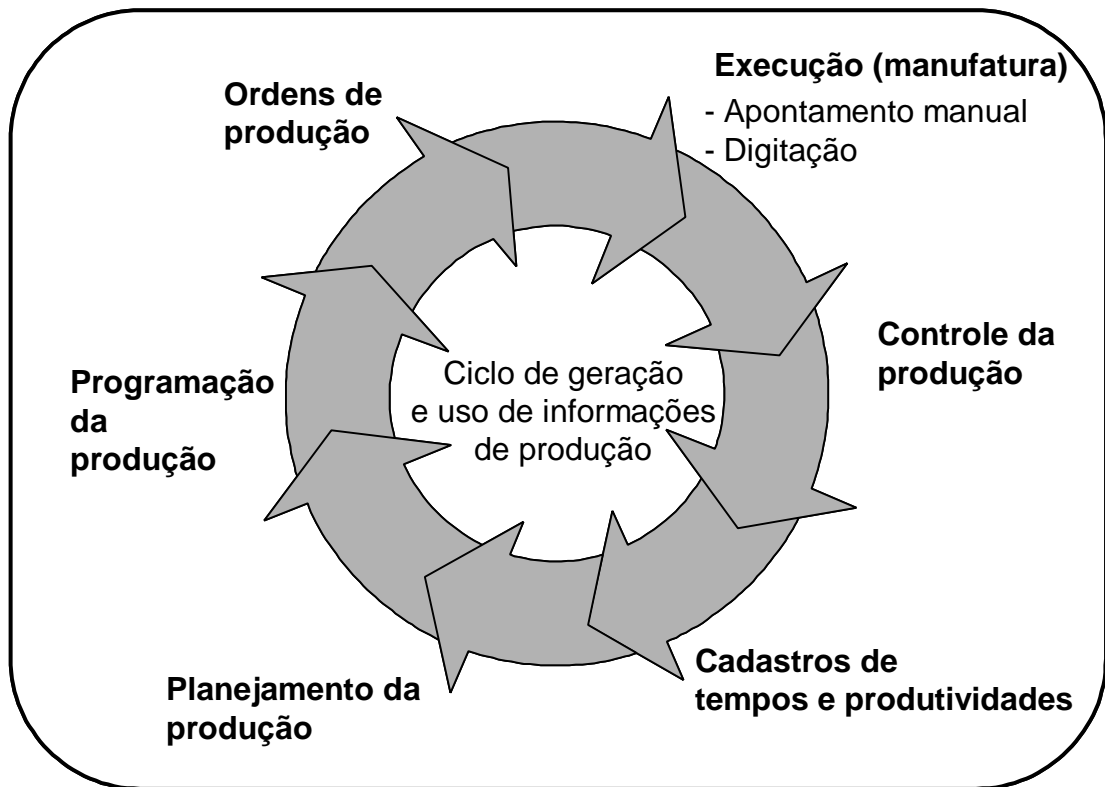 Execução (manufatura)
- Apontamento manual
- Digitação
Ordens de
produção
Controle da
produção
Ciclo de geração
e uso de informações
de produção
Programação
da
produção
Cadastros de
tempos e produtividades
Planejamento da
produção